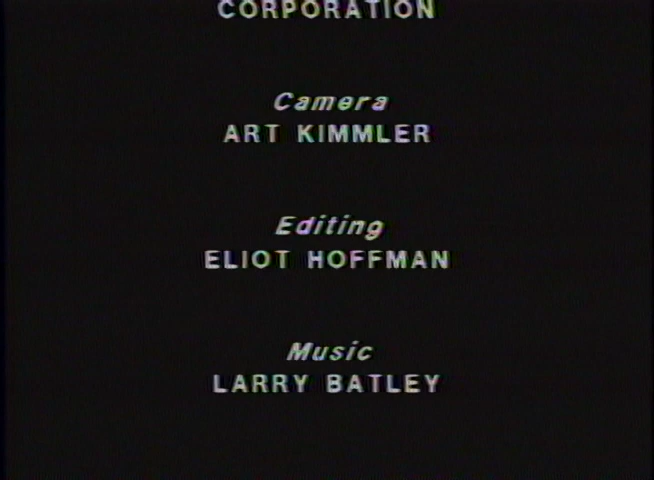 CORPORATION
Camera
ART KIMMLER
Editing
ELIOT HOFFMAN
Music
LARRY BATLEY